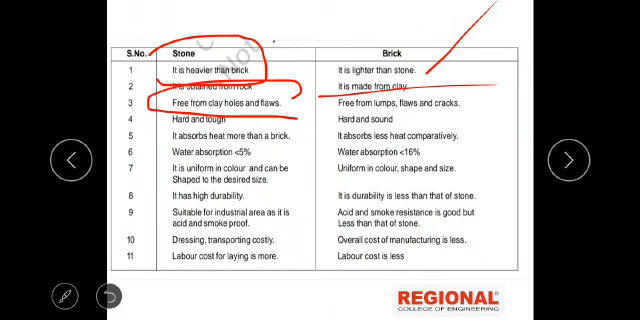 S.No. Stone Brick
1 It is heavier than brick It is lighter than stone.
2 It is obtained from rock It is made from clay.
3 Free from clay holes and flaws. Free from lumps, flaws and cracks.
4 Hard and tough Hard and sound
5 It absorbs heat more than a brick. It absorbs less heat comparatively.
6 Water absorption <5% Water absorption <16%
7 It is uniform in colour and can be Uniform in colour, shape and size.
Shaped to the desired size.
8 It has high durability. It is durability is less than that of stone.
9 Suitable for industrial area as it is Acid and smoke resistance is good but
acid and smoke proof. Less than that of stone.
10 Dressing, transporting costly. Overall cost of manufacturing is less.
11 Labour cost for laying is more. Labour cost is less
REGIONAL
COLLEGE OF ENGINEERING